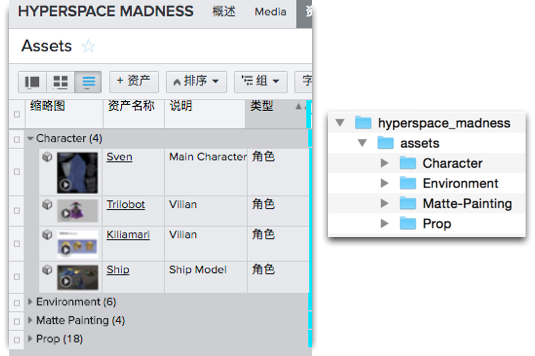 HYPERSPACE MADNESS 概述 Media
Assets
+ 资产 排序 组
缩略图 资产名称 说明 类型
Character (4)
Sven Main Character 角色
Trilobot Vilian 角色
Kiliamari Vilian 角色
Ship Ship Model 角色
Environment (6)
Matte Painting (4)
Prop (18)
hyperspace_madness
assets
Character
Environment
Matte-Painting
Prop